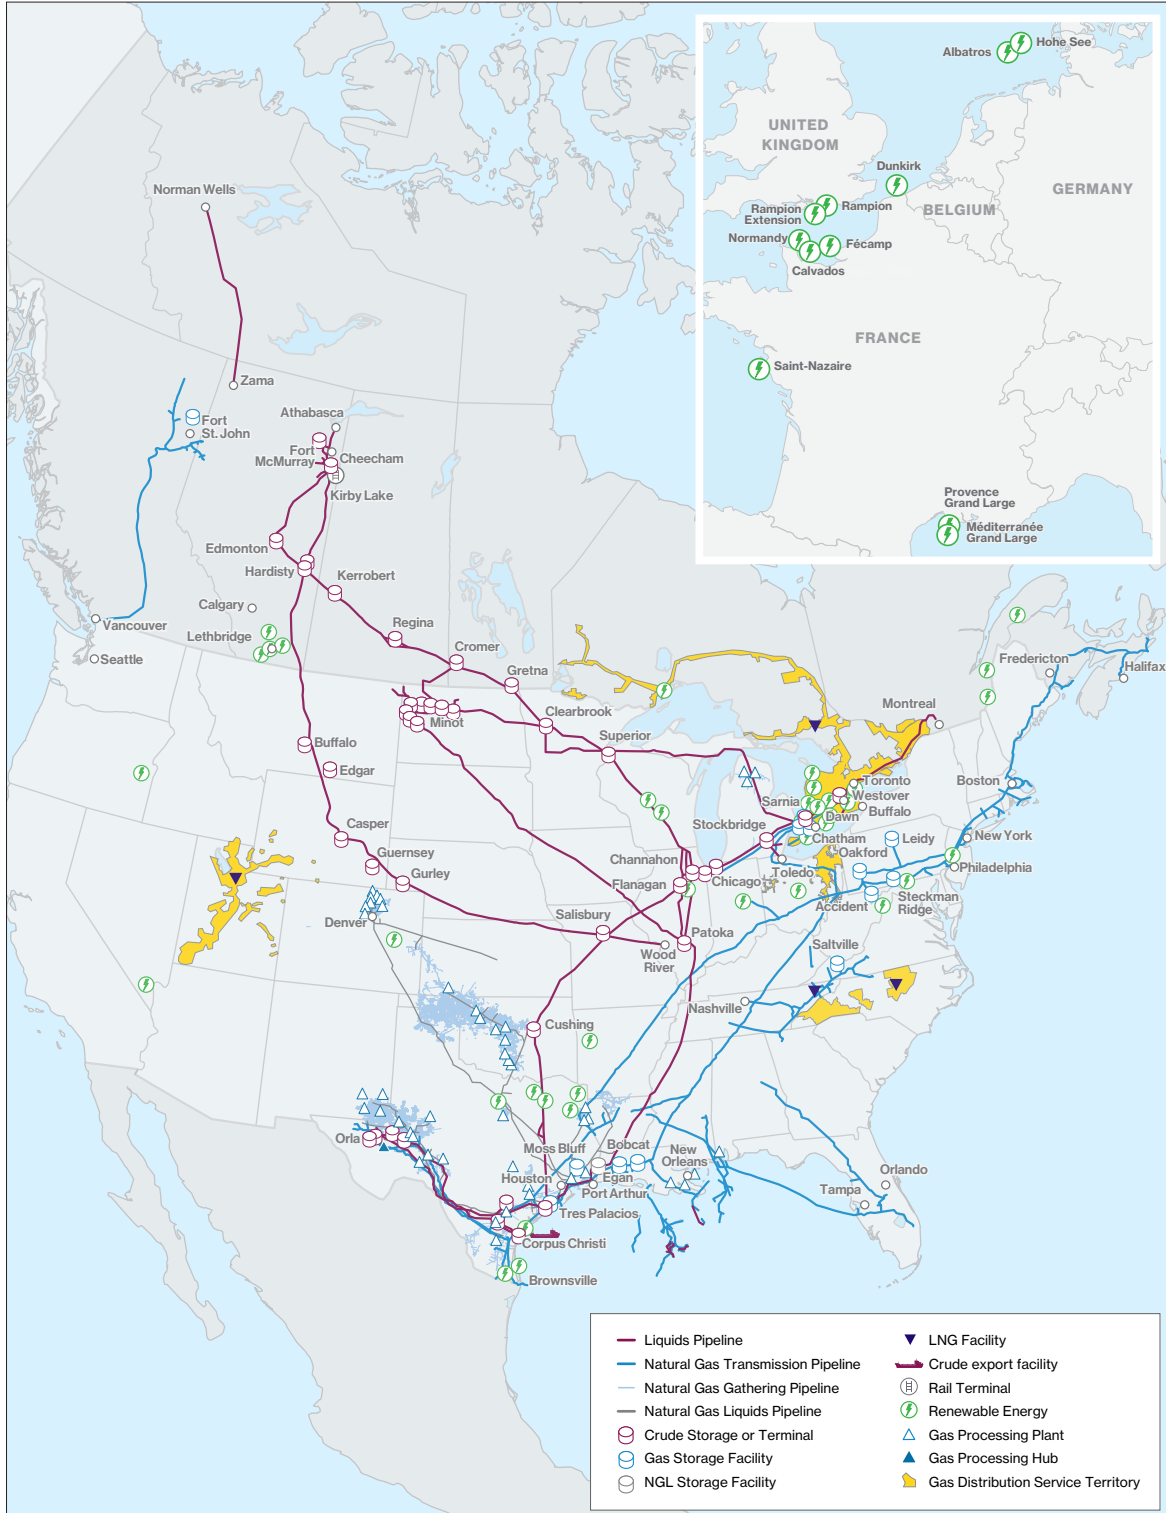 Albatros
Hohe See
UNITED
KINGDOM
Dunkirk
GERMANY
Rampion
Extension
Rampion
BELGIUM
Normandy
Fécamp
Calvados
FRANCE
Saint-Nazaire
Provence
Grand Large
Méditerranée
Grand Large
Norman Wells
Zama
Fort
St. John
Athabasca
Fort
McMurray
Cheecham
Kirby Lake
Edmonton
Hardisty
Kerrobert
Calgary
Vancouver
Lethbridge
Regina
Seattle
Cromer
Gretna
Fredericton
Halifax
Minot
Clearbrook
Montreal
Superior
Buffalo
Edgar
Boston
Toronto
Westover
Sarnia
Buffalo
Dawn
Casper
Stockbridge
Chatham
Leidy
New York
Oakford
Guernsey
Channahon
Gurley
Flanagan
Chicago
Toledo
Philadelphia
Accident
Steckman
Ridge
Denver
Salisbury
Patoka
Wood
River
Saltville
Nashville
Cushing
Orla
Moss Bluff
Bobcat
New
Orleans
Houston
Egan
Port Arthur
Orlando
Tampa
Tres Palacios
Corpus Christi
Brownsville
Liquids Pipeline
Natural Gas Transmission Pipeline
Natural Gas Gathering Pipeline
Natural Gas Liquids Pipeline
Crude Storage or Terminal
Gas Storage Facility
NGL Storage Facility
LNG Facility
Crude export facility
Rail Terminal
Renewable Energy
Gas Processing Plant
Gas Processing Hub
Gas Distribution Service Territory